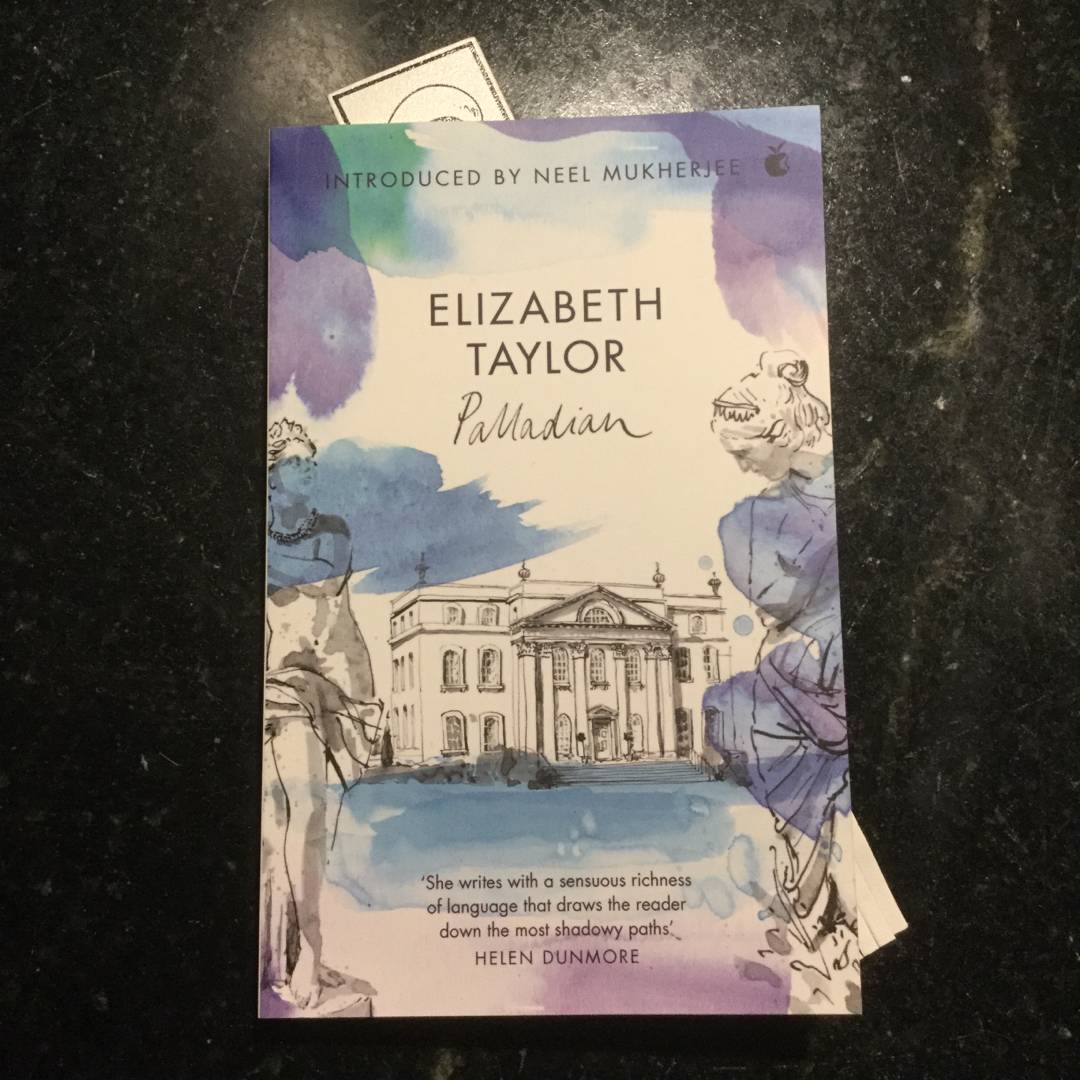 INTRODUCED BY NEEL MUKHERJEE
ELIZABETH
TAYLOR
Palladian
‘She writes with a sensuous richness
of language that draws the reader
down the most shadowy paths’
HELEN DUNMORE